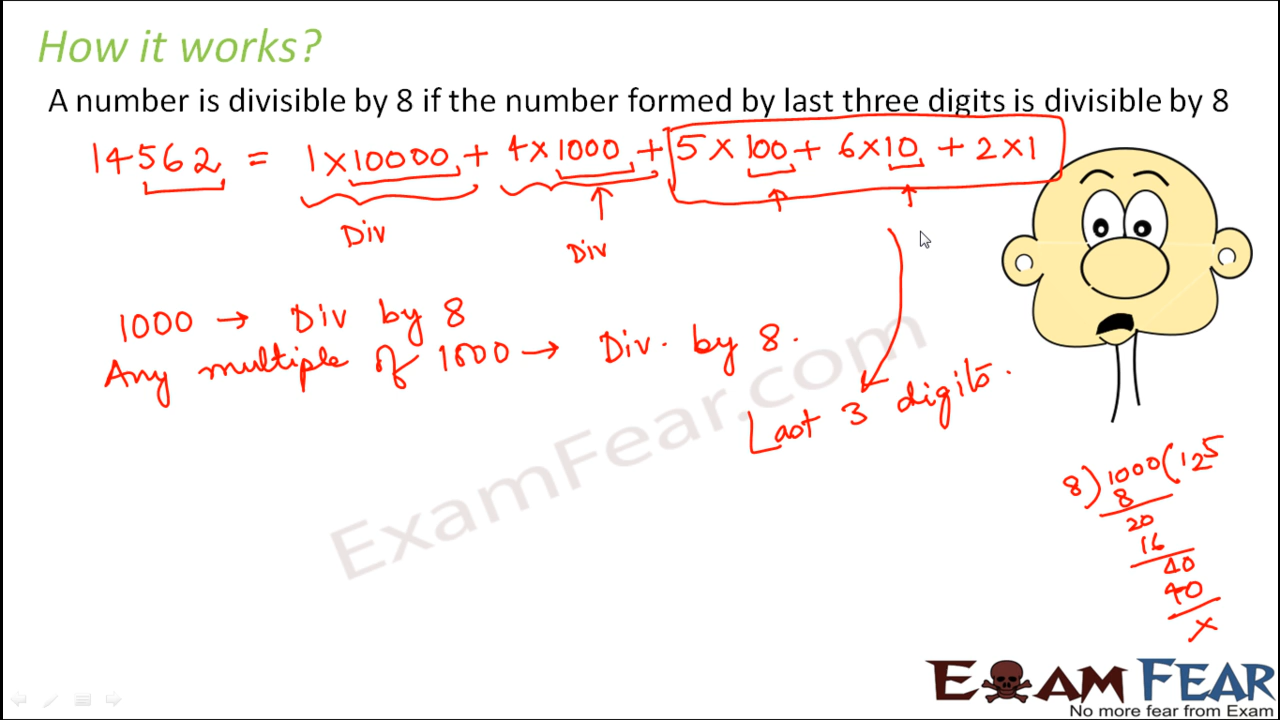 How it works?
A number is divisible by 8 if the number formed by last three digits is divisible by 8
14562 = 1×10000 + 4×1000 + 5×100 + 6×10 + 2×1
Div
Div
1000 → Div by 8
Any multiple of 1000 → Div. by 8.
Last 3 digits.
8)1000(125
8
20
16
40
40
×
ExamFear.com
EXAM FEAR
No more fear from Exam